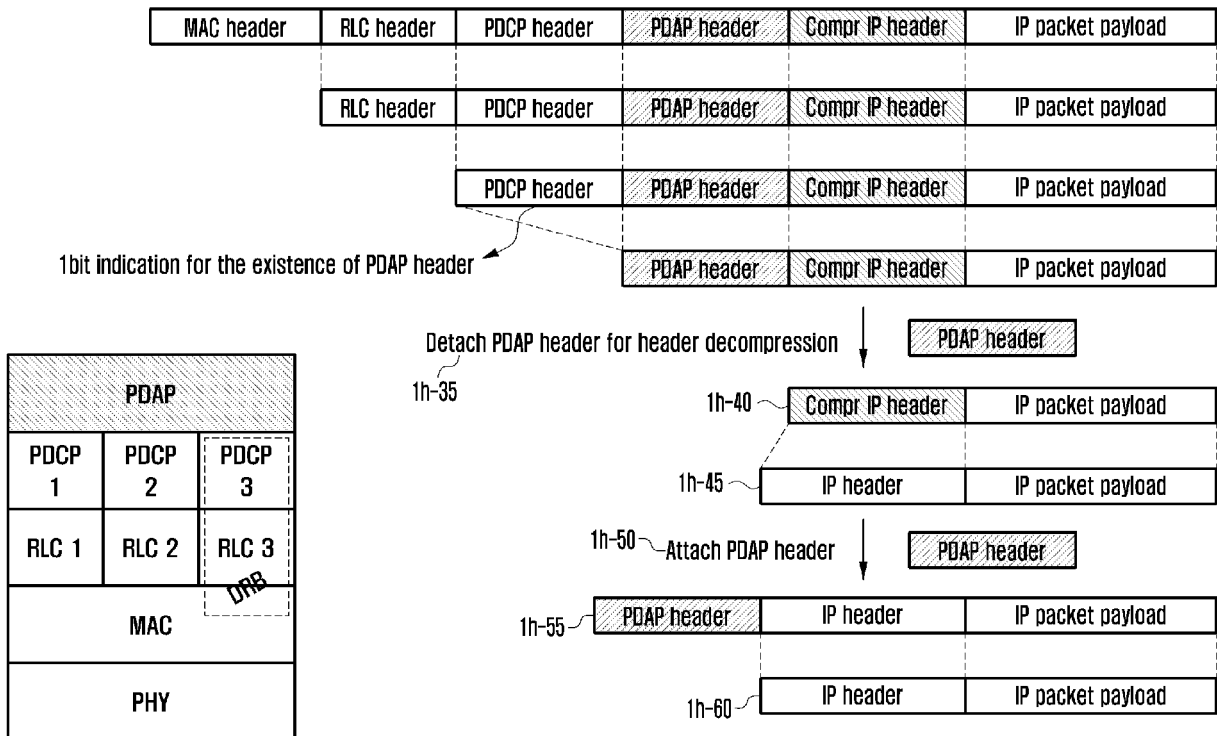 MAC header RLC header PDCP header PDAP header Compr IP header IP packet payload
RLC header PDCP header PDAP header Compr IP header IP packet payload
PDCP header PDAP header Compr IP header IP packet payload
1bit indication for the existence of PDAP header
PDAP header Compr IP header IP packet payload
Detach PDAP header for header decompression
PDAP header
1h-35
1h-40 Compr IP header IP packet payload
1h-45 IP header IP packet payload
1h-50 Attach PDAP header
PDAP header
1h-55 PDAP header IP header IP packet payload
1h-60 IP header IP packet payload
PDAP
PDCP 1
PDCP 2
PDCP 3
RLC 1
RLC 2
RLC 3
DRB
MAC
PHY